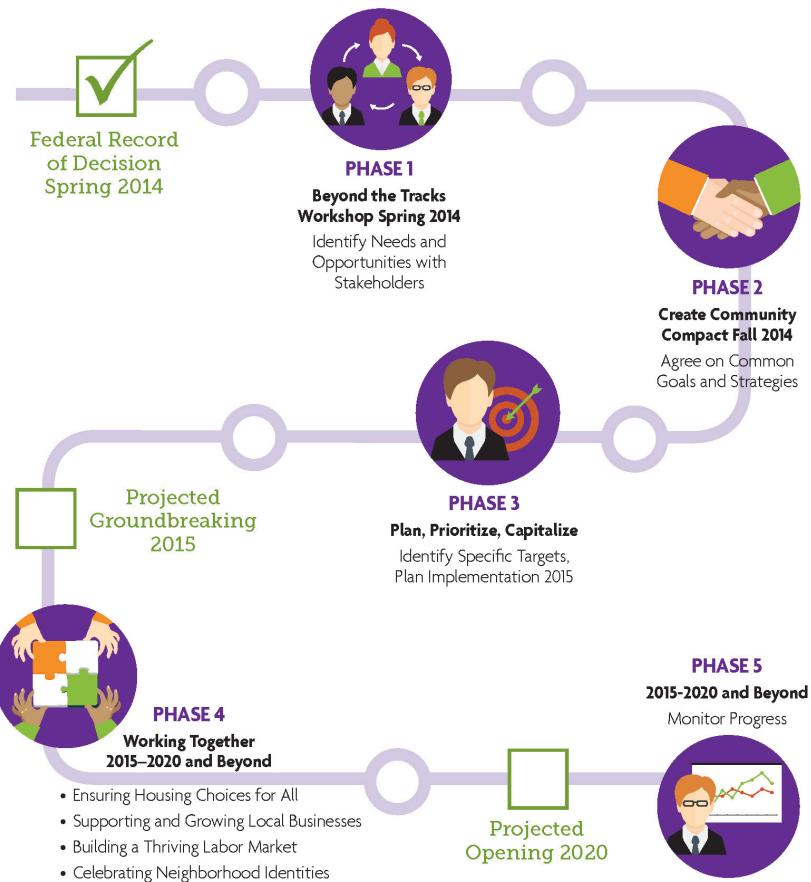 Federal Record
of Decision
Spring 2014
PHASE 1
Beyond the Tracks
Workshop Spring 2014
Identify Needs and
Opportunities with
Stakeholders
PHASE 2
Create Community
Compact Fall 2014
Agree on Common
Goals and Strategies
PHASE 3
Plan, Prioritize, Capitalize
Identify Specific Targets,
Plan Implementation 2015
Projected
Groundbreaking
2015
PHASE 4
Working Together
2015–2020 and Beyond
• Ensuring Housing Choices for All
• Supporting and Growing Local Businesses
• Building a Thriving Labor Market
• Celebrating Neighborhood Identities
Projected
Opening 2020
PHASE 5
2015-2020 and Beyond
Monitor Progress